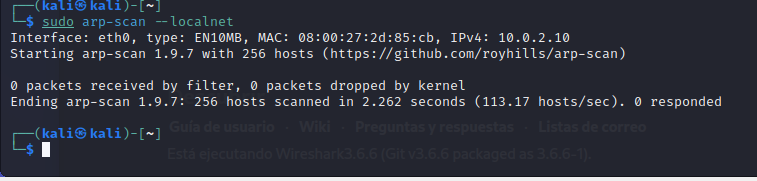 ┌──(kali㉿kali)-[~]
└─$ sudo arp-scan --localnet
Interface: eth0, type: EN10MB, MAC: 08:00:27:2d:85:cb, IPv4: 10.0.2.10
Starting arp-scan 1.9.7 with 256 hosts (https://github.com/royhills/arp-scan)
0 packets received by filter, 0 packets dropped by kernel
Ending arp-scan 1.9.7: 256 hosts scanned in 2.262 seconds (113.17 hosts/sec). 0 responded
┌──(kali㉿kali)-[~]
Guía de usuario · Wiki · Preguntas y respuestas · Listas de correo
└─$
Está ejecutando Wireshark3.6.6 (Git v3.6.6 packaged as 3.6.6-1).